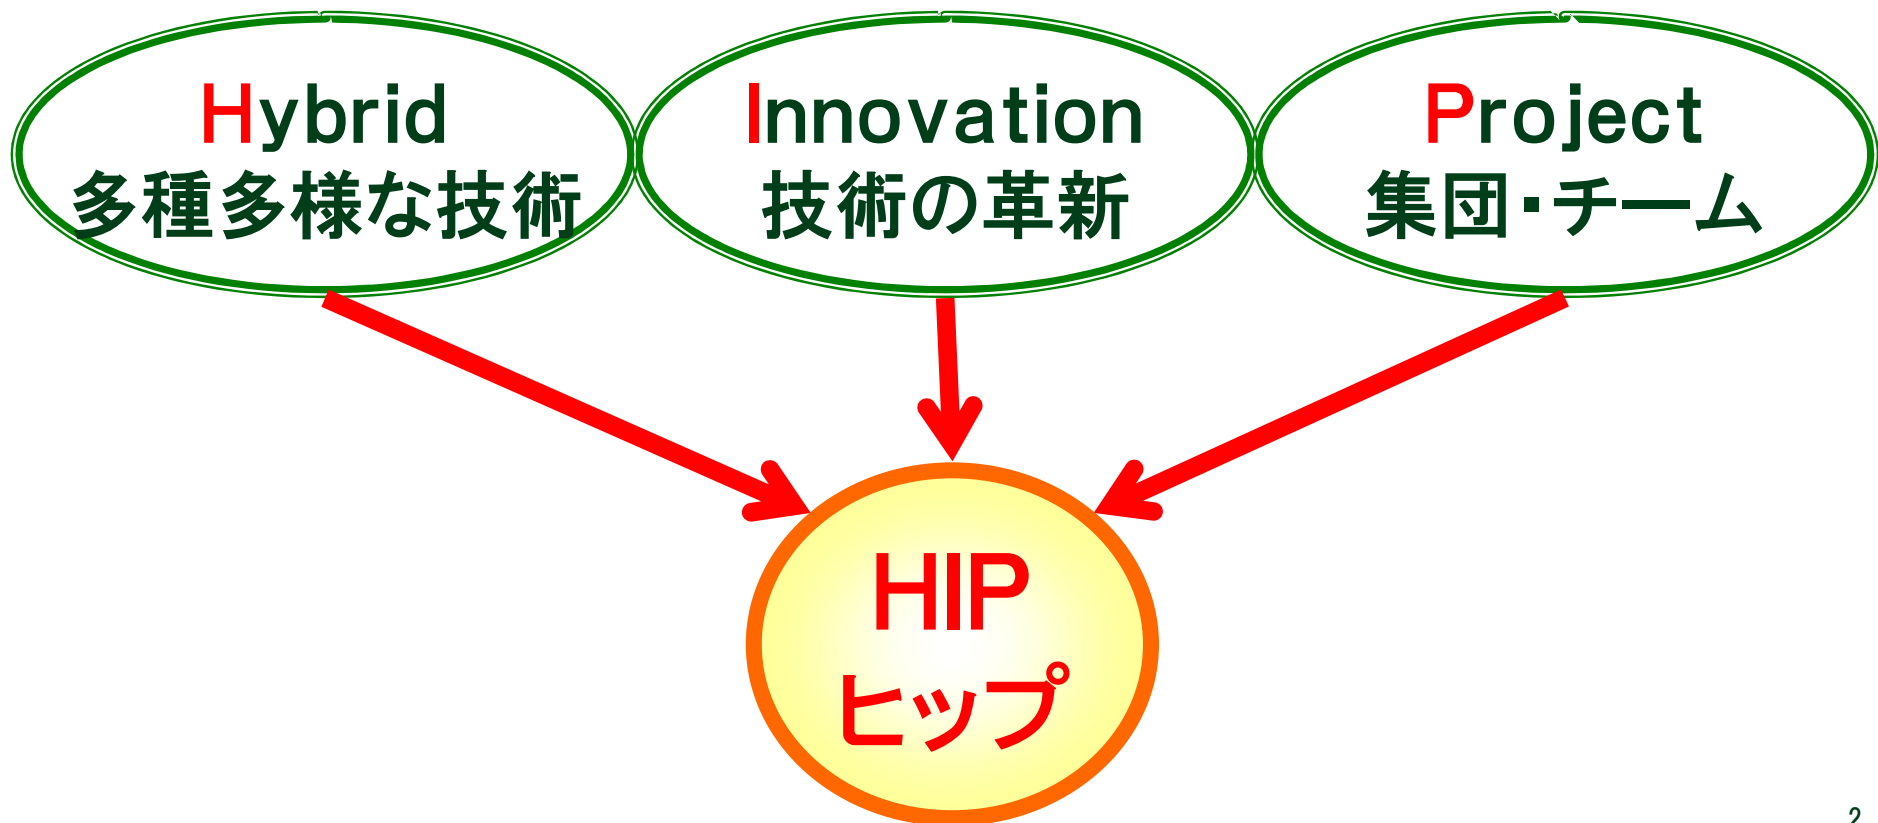 Hybrid
多種多様な技術
Innovation
技術の革新
Project
集団・チーム
HIP
ヒップ
2